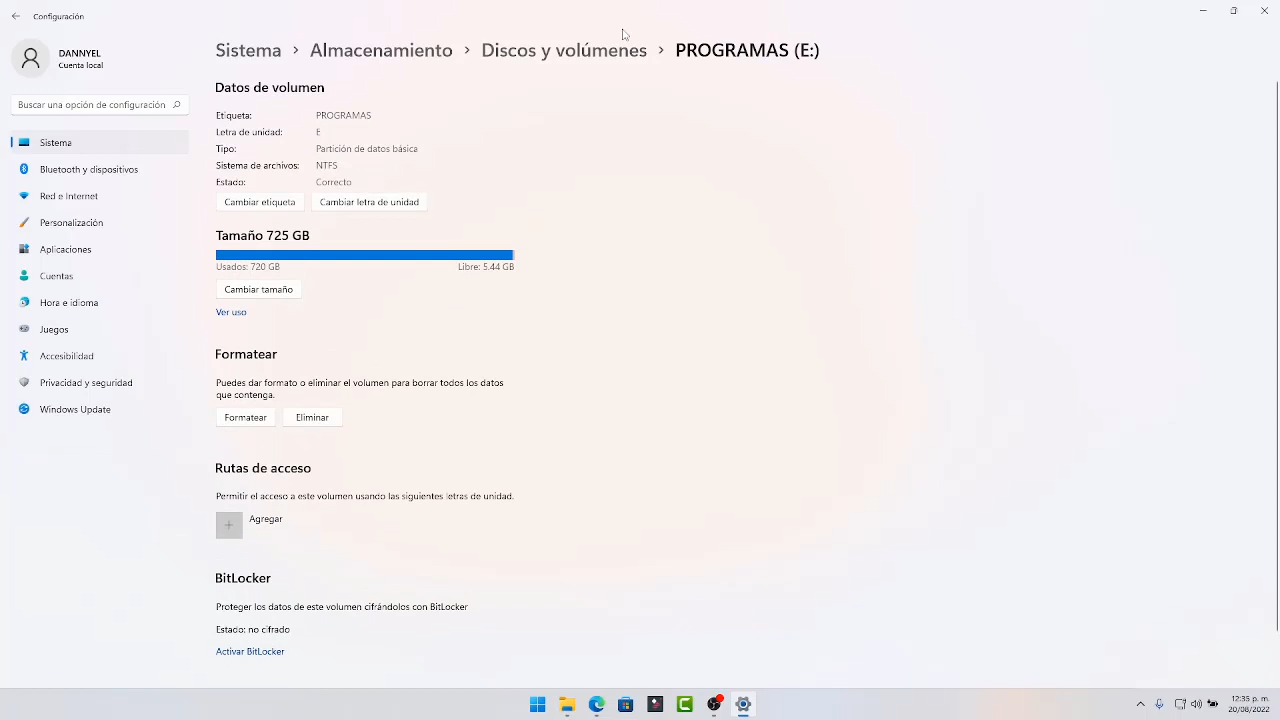 Configuración
DANNYEL
Cuenta local
Buscar una opción de configuración
Sistema
Bluetooth y dispositivos
Red e Internet
Personalización
Aplicaciones
Cuentas
Hora e idioma
Juegos
Accesibilidad
Privacidad y seguridad
Windows Update
Sistema > Almacenamiento > Discos y volúmenes > PROGRAMAS (E:)
Datos de volumen
Etiqueta: PROGRAMAS
Letra de unidad: E
Tipo: Partición de datos básica
Sistema de archivos: NTFS
Estado: Correcto
Cambiar etiqueta Cambiar letra de unidad
Tamaño 725 GB
Usados: 720 GB Libre: 5.44 GB
Cambiar tamaño
Ver uso
Formatear
Puedes dar formato o eliminar el volumen para borrar todos los datos
que contenga.
Formatear Eliminar
Rutas de acceso
Permitir el acceso a este volumen usando las siguientes letras de unidad.
Agregar
BitLocker
Proteger los datos de este volumen cifrándolos con BitLocker
Estado: no cifrado
Activar BitLocker
12:35 p. m.
20/08/2022